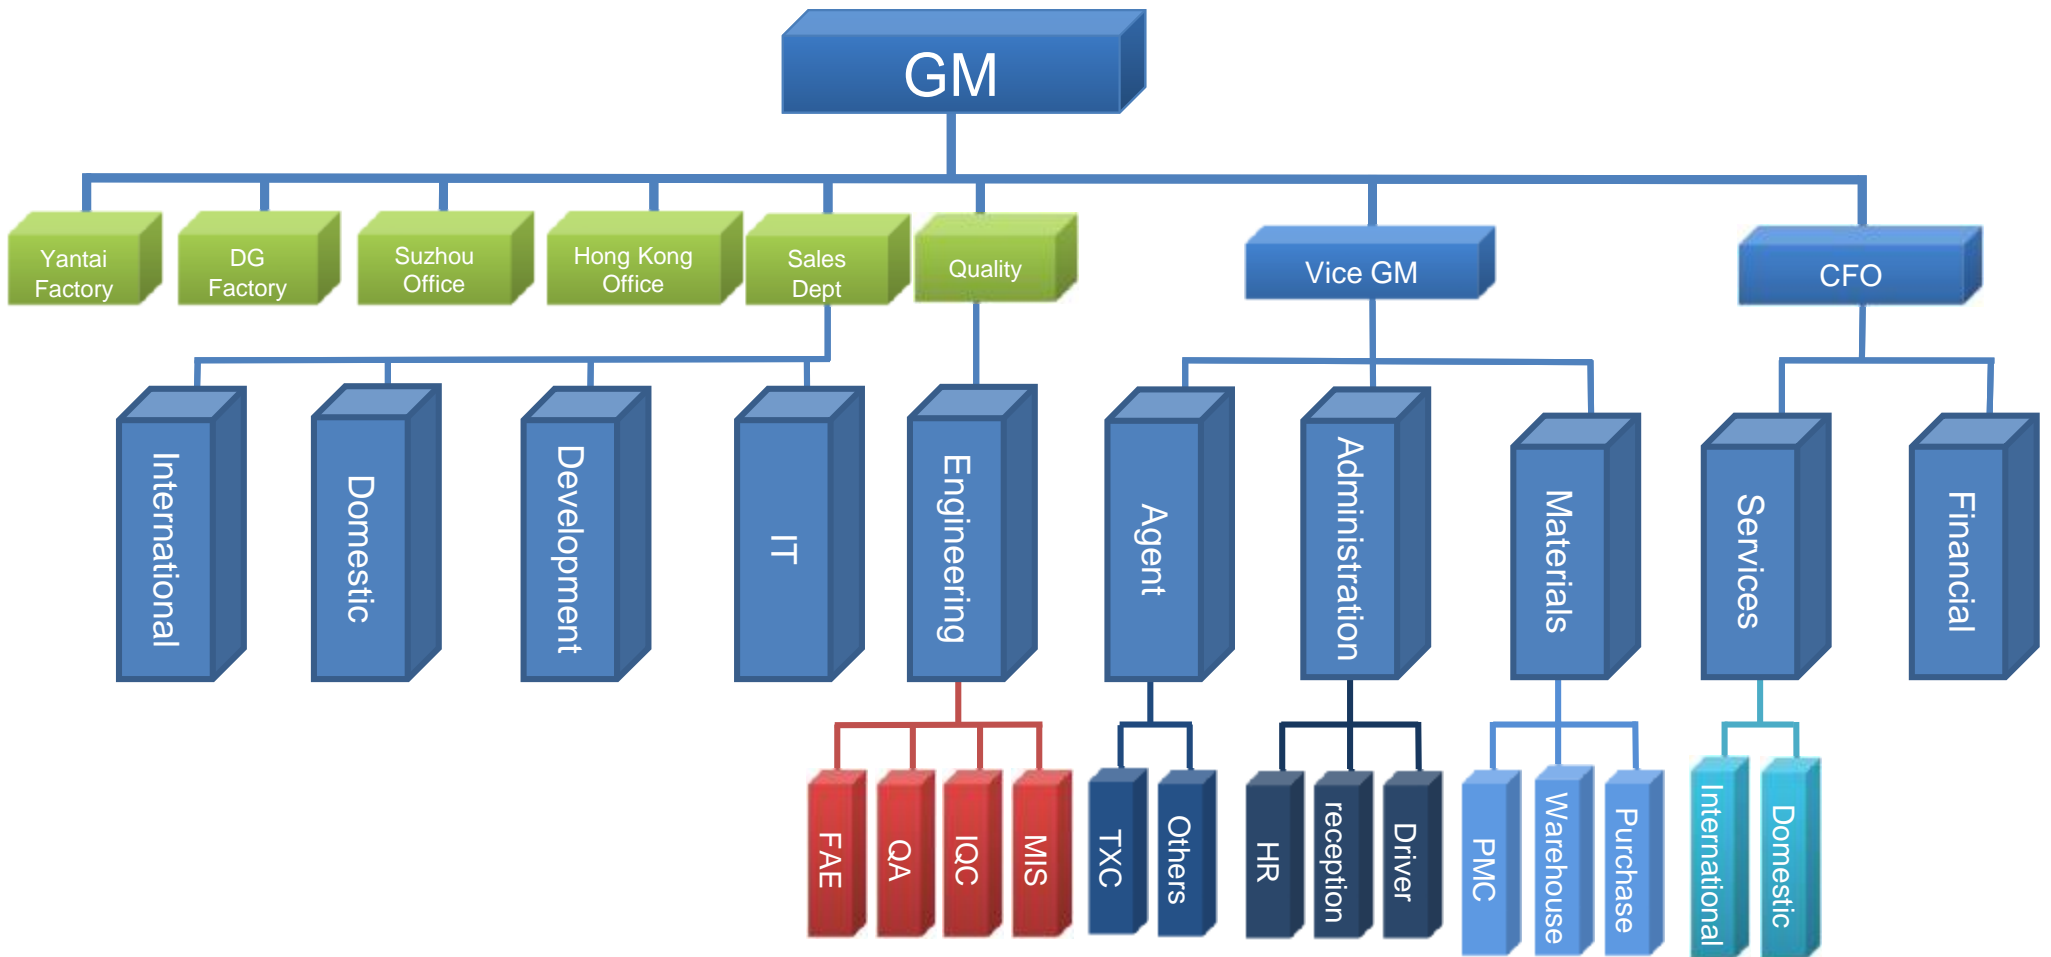 GM
Yantai
Factory
DG
Factory
Suzhou
Office
Hong Kong
Office
Sales
Dept
Quality
Vice GM
CFO
International
Domestic
Development
IT
Engineering
Agent
Administration
Materials
Services
Financial
FAE
QA
IQC
MIS
TXC
Others
HR
reception
Driver
PMC
Warehouse
Purchase
International
Domestic